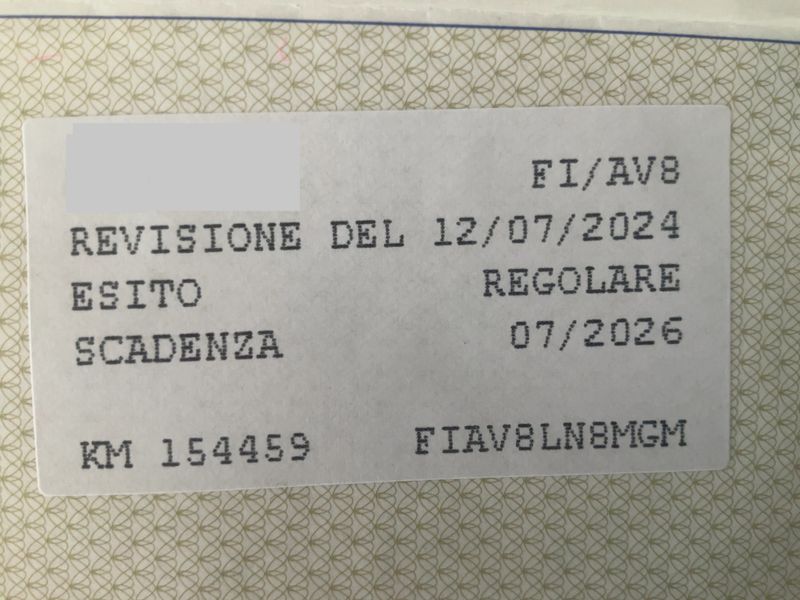 FI/AV8
REVISIONE DEL 12/07/2024
ESITO REGOLARE
SCADENZA 07/2026
KM 154459 FIAV8LN8MGM